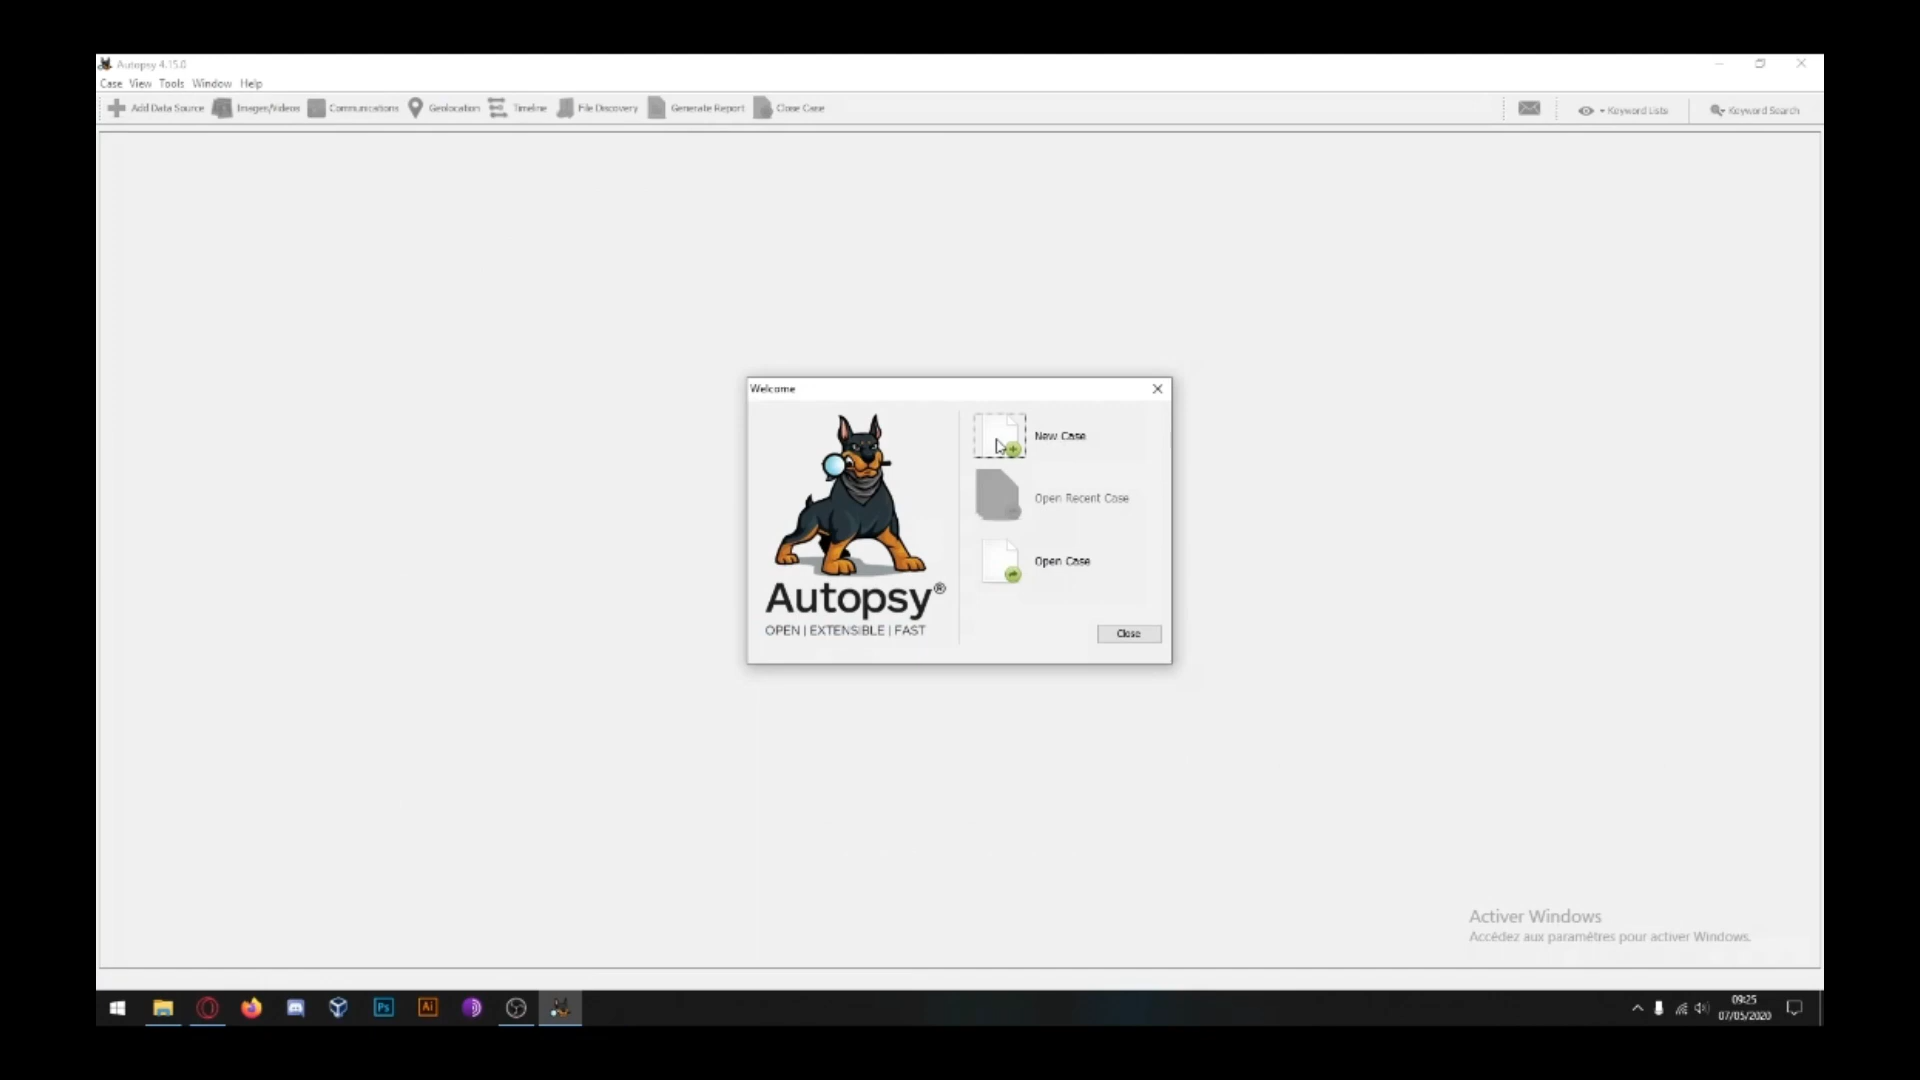 Autopsy 4.15.0
Case View Tools Window Help
Add Data Source Images/Videos Communications Geolocation Timeline File Discovery Generate Report Close Case Keyword Lists Keyword Search
Welcome
New Case
Open Recent Case
Open Case
Autopsy®
OPEN | EXTENSIBLE | FAST
Close
Activer Windows
Accédez aux paramètres pour activer Windows.
Ps Ai
09:25
07/05/2020